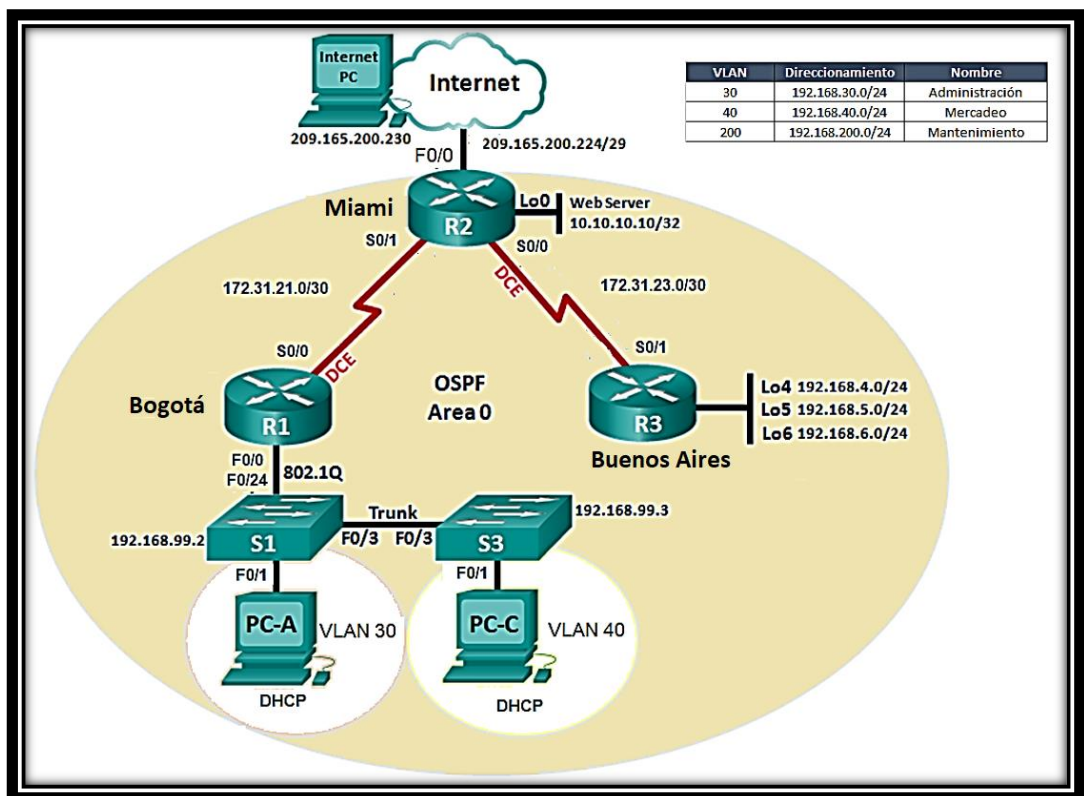 Internet
PC
Internet
209.165.200.230
209.165.200.224/29
VLAN Direccionamiento Nombre
30 192.168.30.0/24 Administración
40 192.168.40.0/24 Mercadeo
200 192.168.200.0/24 Mantenimiento
F0/0
Miami
R2
Lo0
Web Server
10.10.10.10/32
S0/1
S0/0
DCE
172.31.21.0/30
172.31.23.0/30
S0/0
DCE
S0/1
Bogotá
R1
OSPF
Area 0
R3
Buenos Aires
Lo4 192.168.4.0/24
Lo5 192.168.5.0/24
Lo6 192.168.6.0/24
F0/0
F0/24
802.1Q
Trunk
192.168.99.2
S1
F0/3
F0/3
S3
192.168.99.3
F0/1
F0/1
PC-A
VLAN 30
PC-C
VLAN 40
DHCP
DHCP